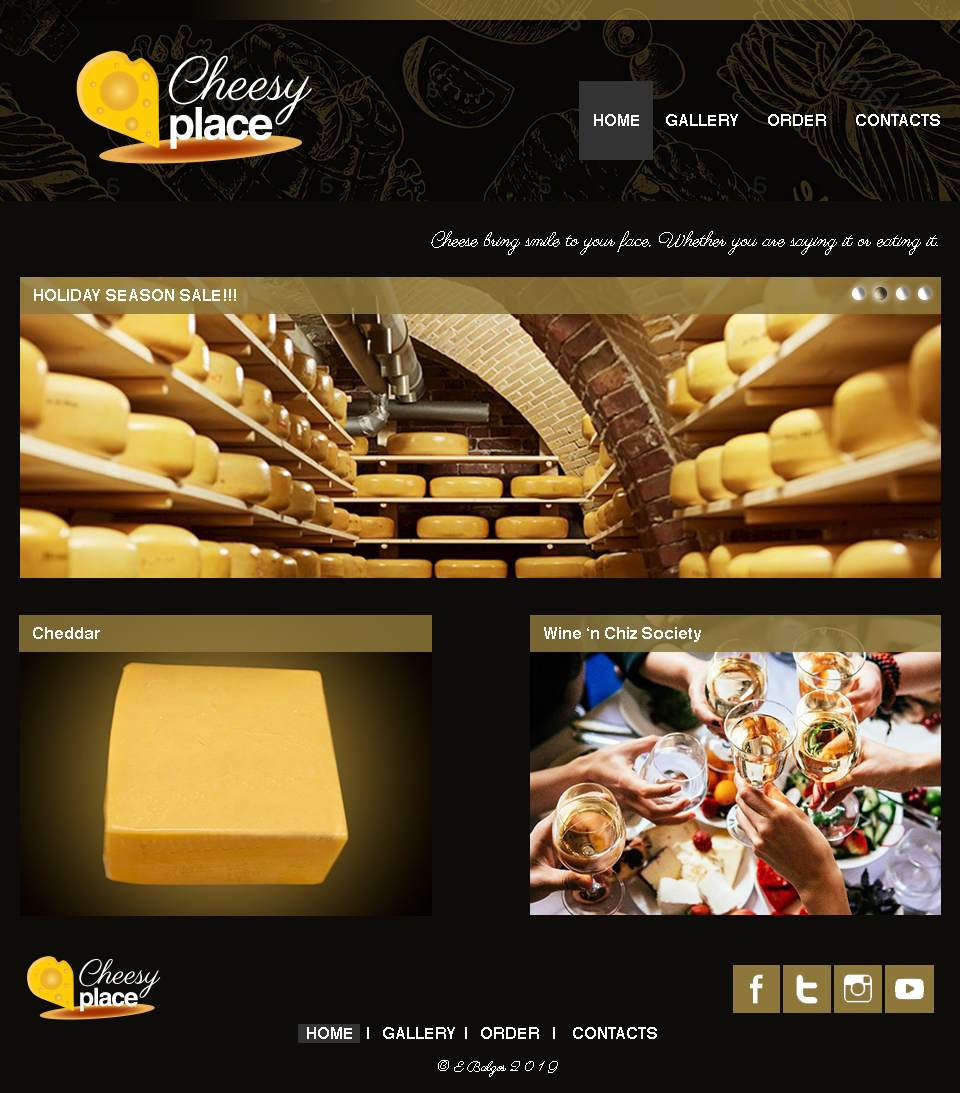 Cheesy
place
HOME GALLERY ORDER CONTACTS
Cheese bring smile to your face. Whether you are saying it or eating it.
HOLIDAY SEASON SALE!!!
Cheddar
Wine ‘n Chiz Society
Cheesy
place
HOME | GALLERY | ORDER | CONTACTS
© E Balgos 2019